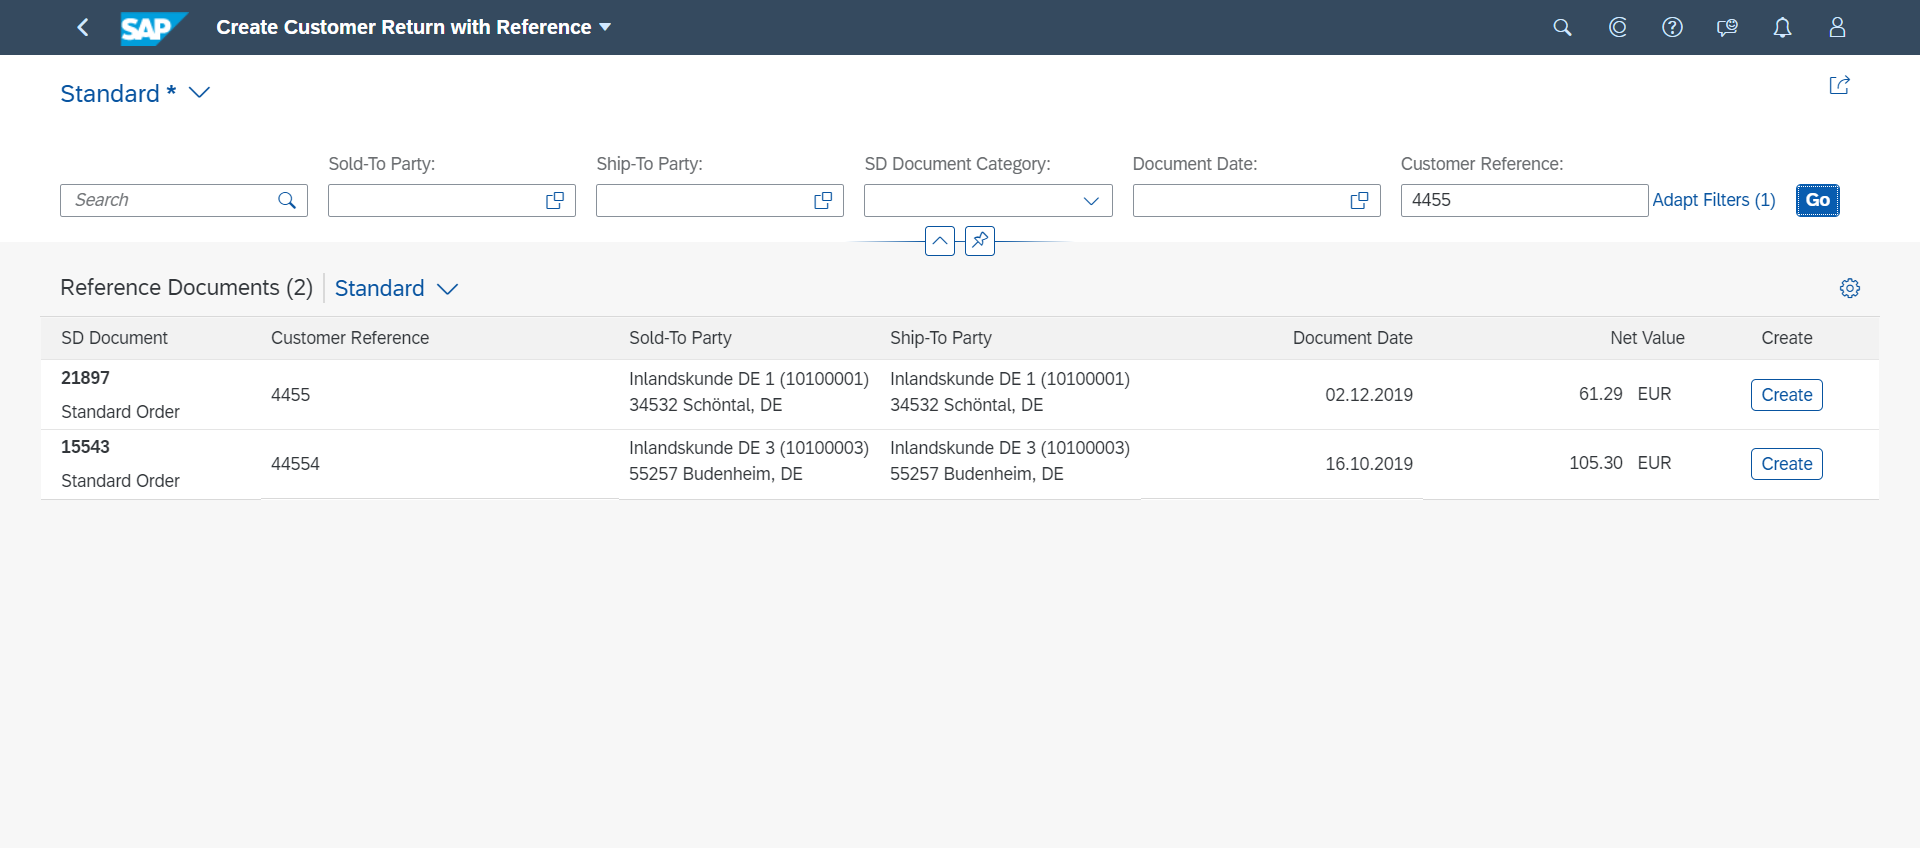 SAP Create Customer Return with Reference
Standard *
Sold-To Party: Ship-To Party: SD Document Category: Document Date: Customer Reference:
Search 4455 Adapt Filters (1) Go
Reference Documents (2) Standard
SD Document Customer Reference Sold-To Party Ship-To Party Document Date Net Value Create
21897
Standard Order
4455
Inlandskunde DE 1 (10100001)
34532 Schöntal, DE
Inlandskunde DE 1 (10100001)
34532 Schöntal, DE
02.12.2019
61.29 EUR
Create
15543
Standard Order
44554
Inlandskunde DE 3 (10100003)
55257 Budenheim, DE
Inlandskunde DE 3 (10100003)
55257 Budenheim, DE
16.10.2019
105.30 EUR
Create